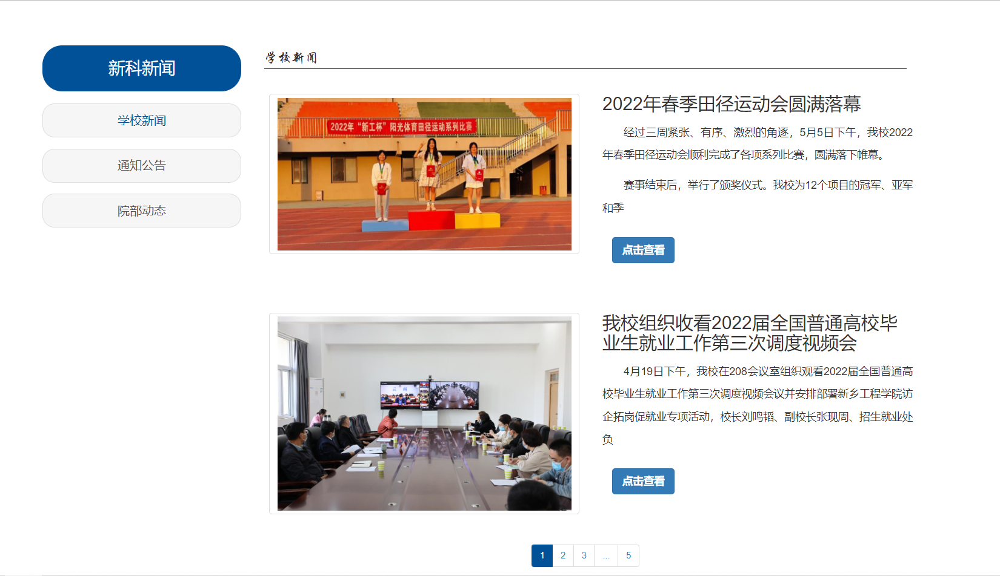 新科新闻
学校新闻
通知公告
院部动态
学校新闻
2022年“新工杯”阳光体育田径运动系列比赛
2022年春季田径运动会圆满落幕
经过三周紧张、有序、激烈的角逐，5月5日下午，我校2022
年春季田径运动会顺利完成了各项系列比赛，圆满落下帷幕。
赛事结束后，举行了颁奖仪式。我校为12个项目的冠军、亚军
和季
点击查看
我校组织收看2022届全国普通高校毕
业生就业工作第三次调度视频会
4月19日下午，我校在208会议室组织观看2022届全国普通高
校毕业生就业工作第三次调度视频会议并安排部署新乡工程学院访
企拓岗促就业专项活动，校长刘鸣韬、副校长张现周、招生就业处
负
点击查看
1 2 3 ... 5